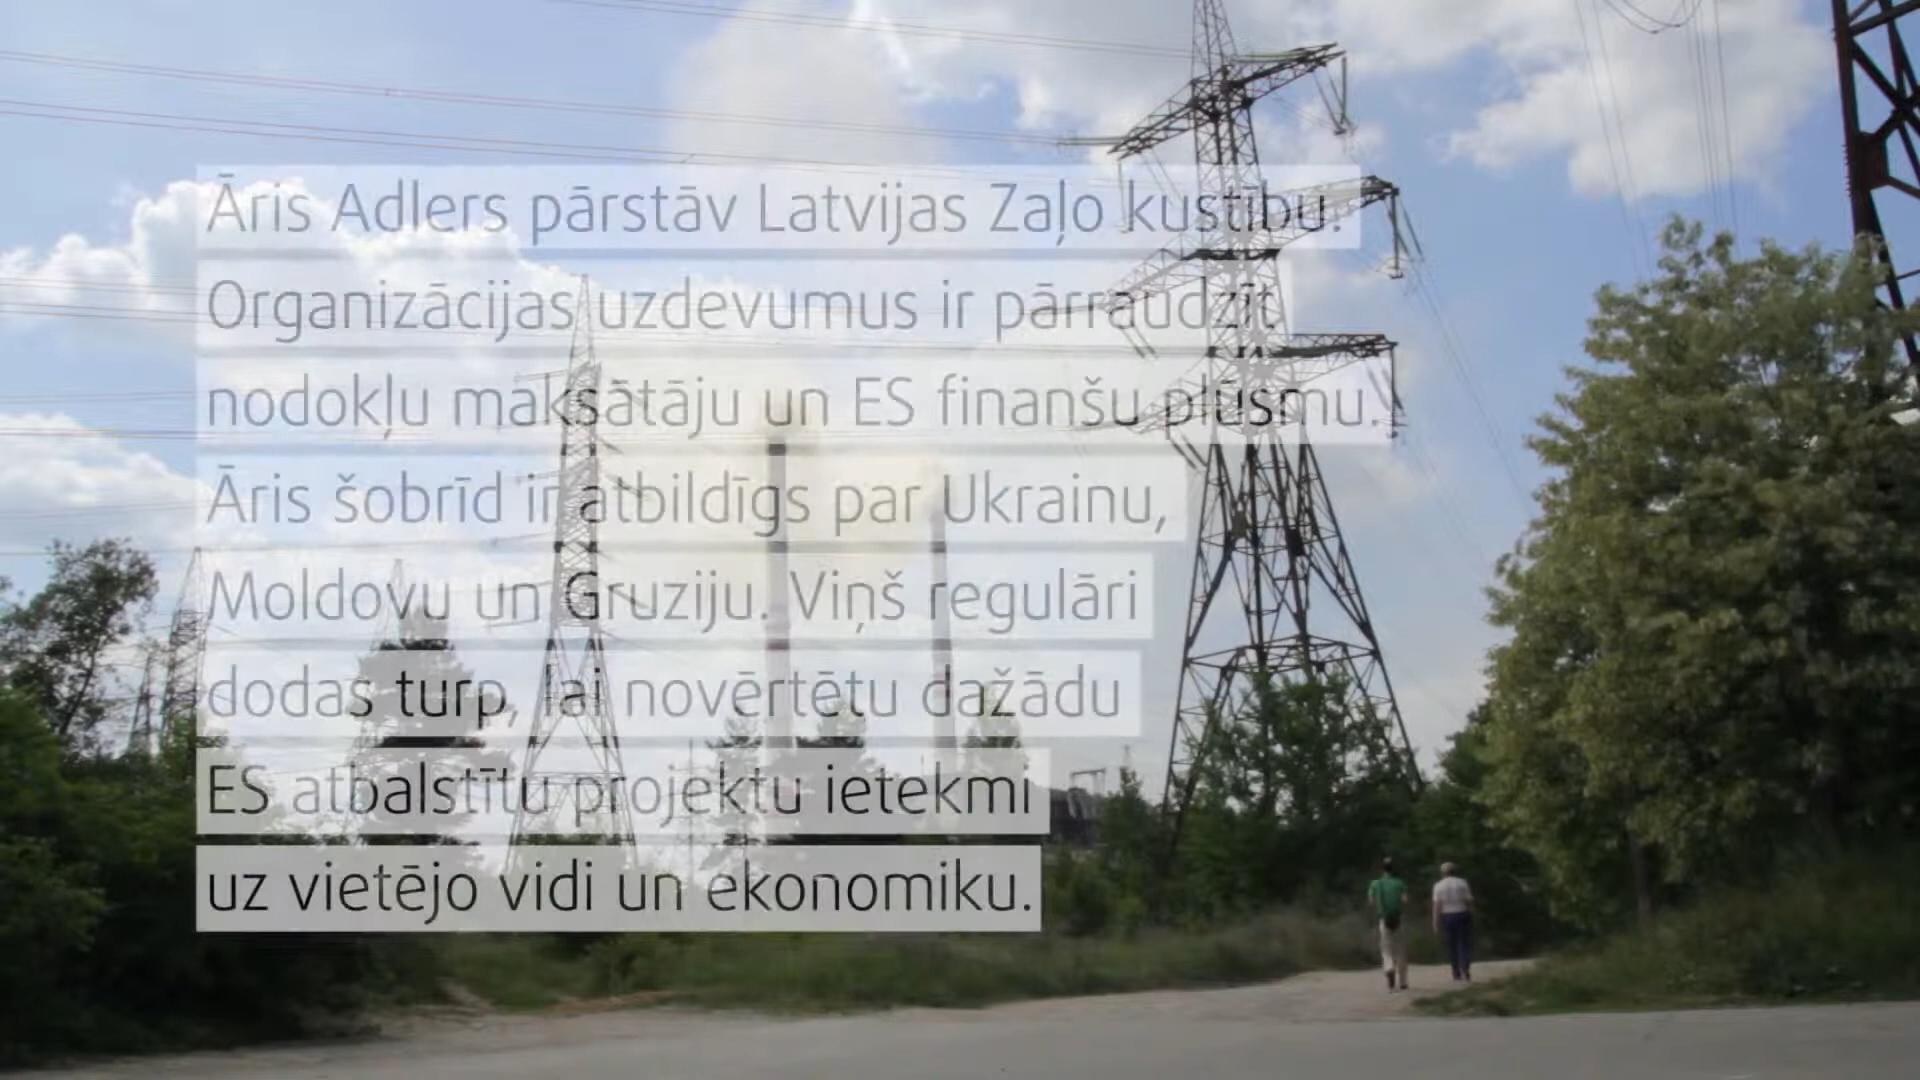 Āris Adlers pārstāv Latvijas Zaļo kustību.
Organizācijas uzdevumus ir pārraudzīt
nodokļu maksātāju un ES finanšu plūsmu.
Āris šobrīd ir atbildīgs par Ukrainu,
Moldovu un Gruziju. Viņš regulāri
dodas turp, lai novērtētu dažādu
ES atbalstītu projektu ietekmi
uz vietējo vidi un ekonomiku.